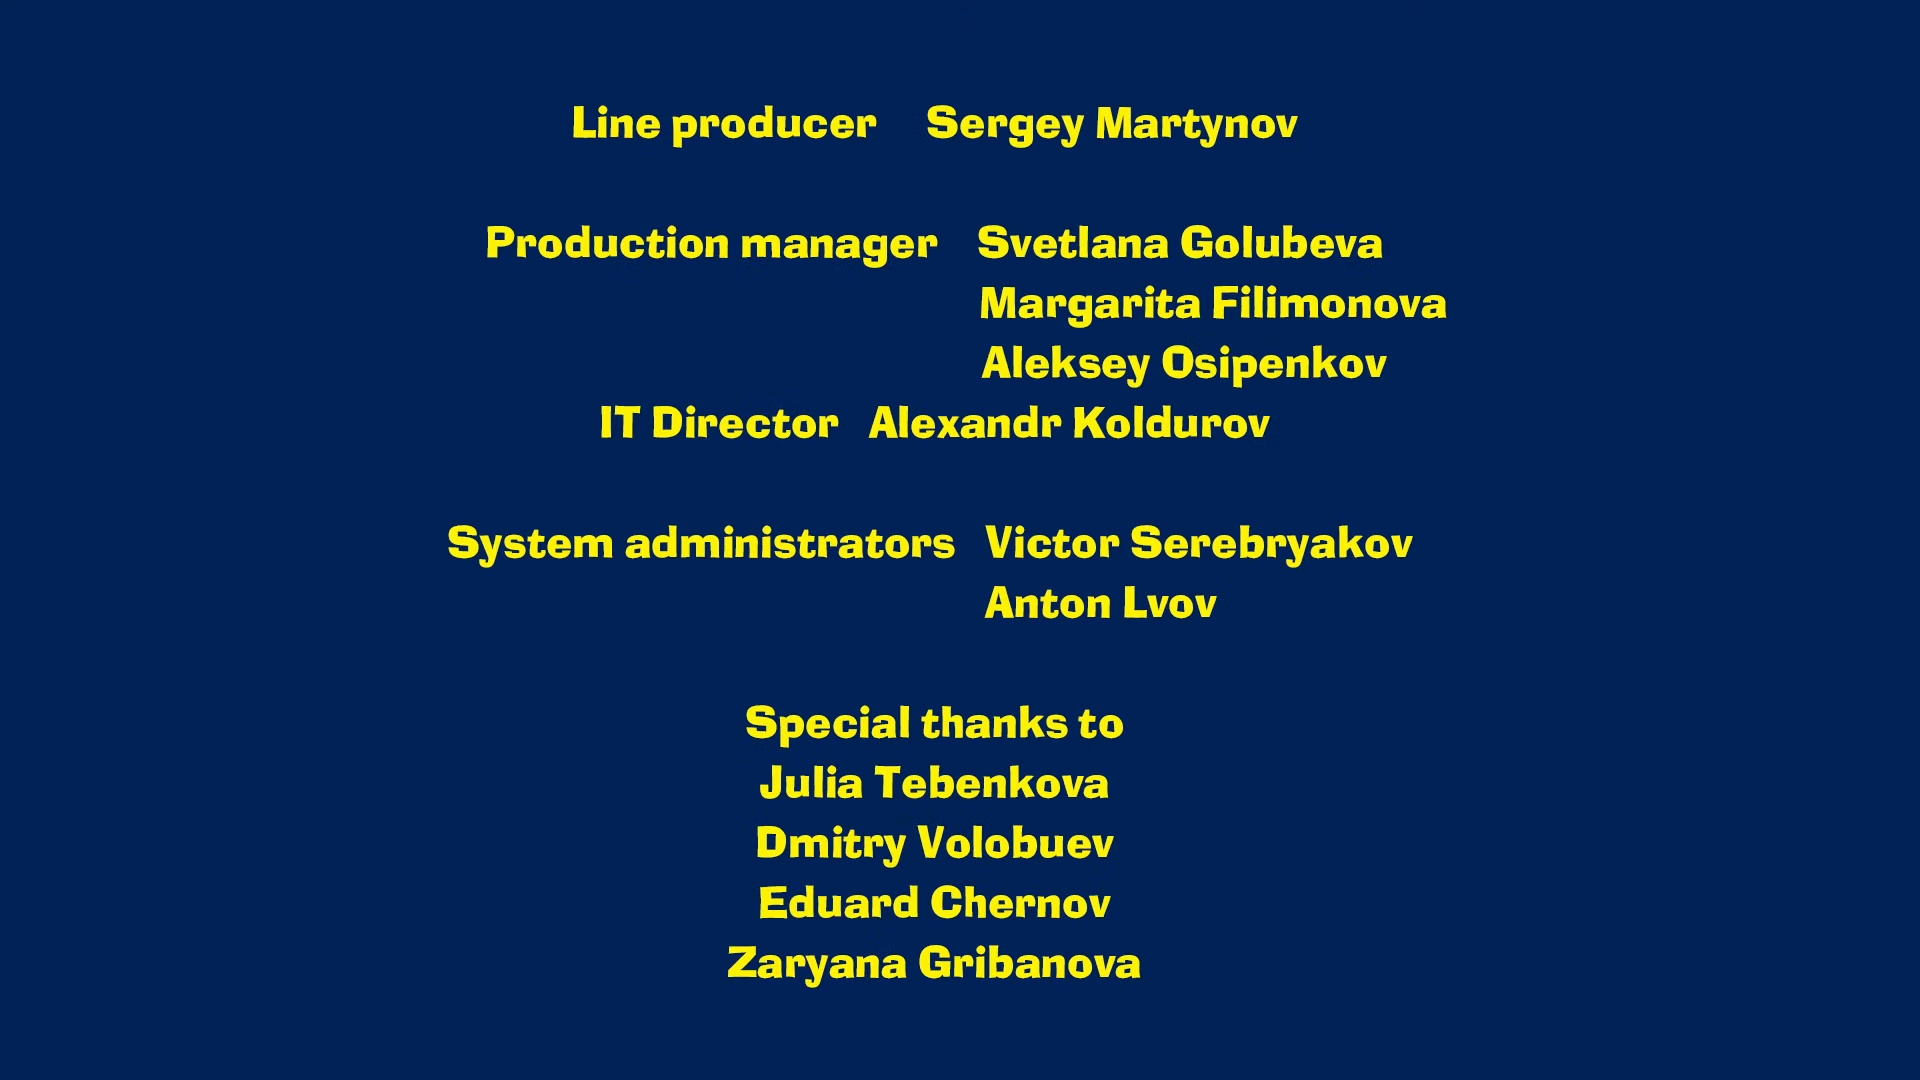 Line producer Sergey Martynov
Production manager Svetlana Golubeva
Margarita Filimonova
Aleksey Osipenkov
IT Director Alexandr Koldurov
System administrators Victor Serebryakov
Anton Lvov
Special thanks to
Julia Tebenkova
Dmitry Volobuev
Eduard Chernov
Zaryana Gribanova